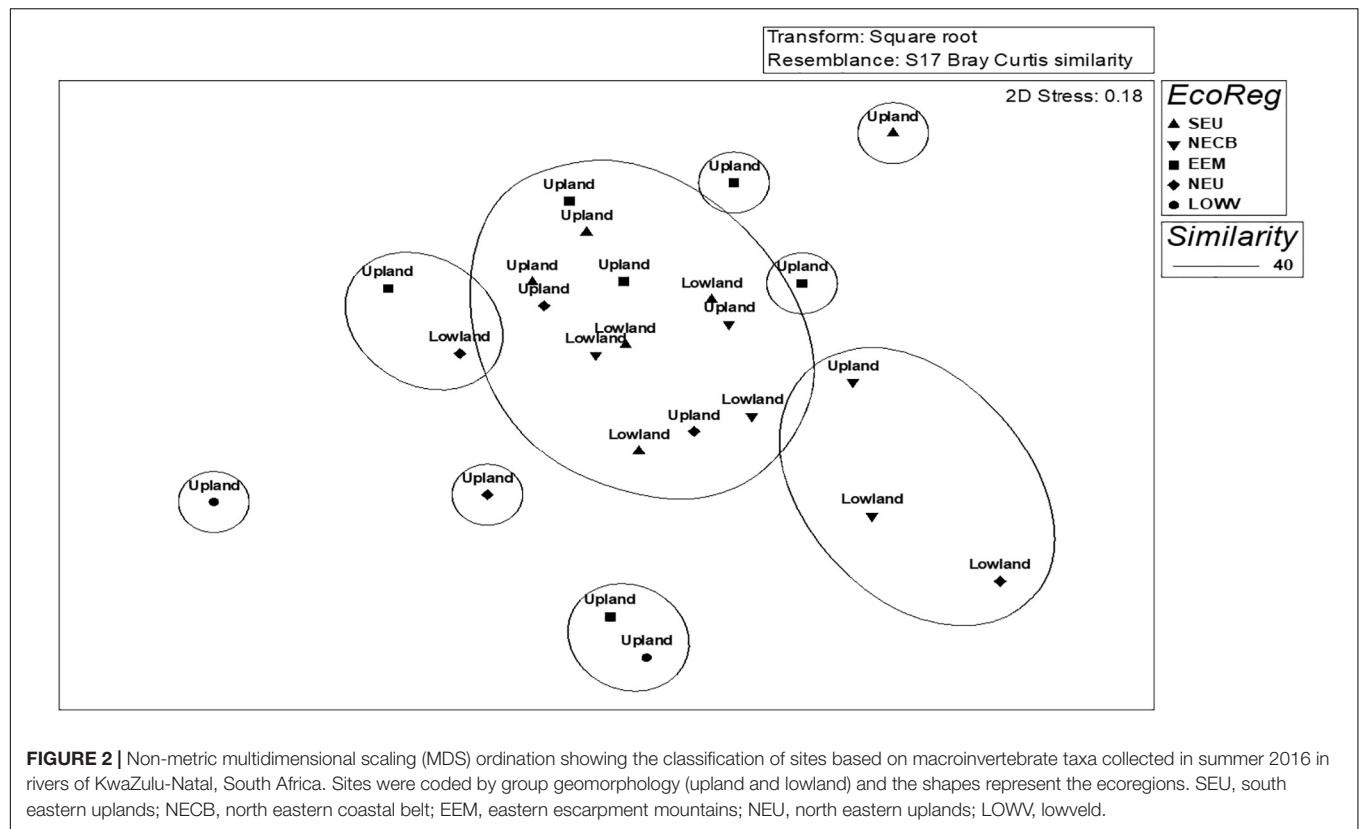 Transform: Square root
Resemblance: S17 Bray Curtis similarity
2D Stress: 0.18
EcoReg
SEU
NECB
EEM
NEU
LOWV
Similarity
40
Upland
Upland
Upland
Upland
Upland
Upland
Upland
Upland
Upland
Lowland
Upland
Lowland
Lowland
Lowland
Upland
Lowland
Upland
Lowland
Upland
Upland
Lowland
Lowland
Upland
Upland
FIGURE 2 | Non-metric multidimensional scaling (MDS) ordination showing the classification of sites based on macroinvertebrate taxa collected in summer 2016 in
rivers of KwaZulu-Natal, South Africa. Sites were coded by group geomorphology (upland and lowland) and the shapes represent the ecoregions. SEU, south
eastern uplands; NECB, north eastern coastal belt; EEM, eastern escarpment mountains; NEU, north eastern uplands; LOWV, lowveld.